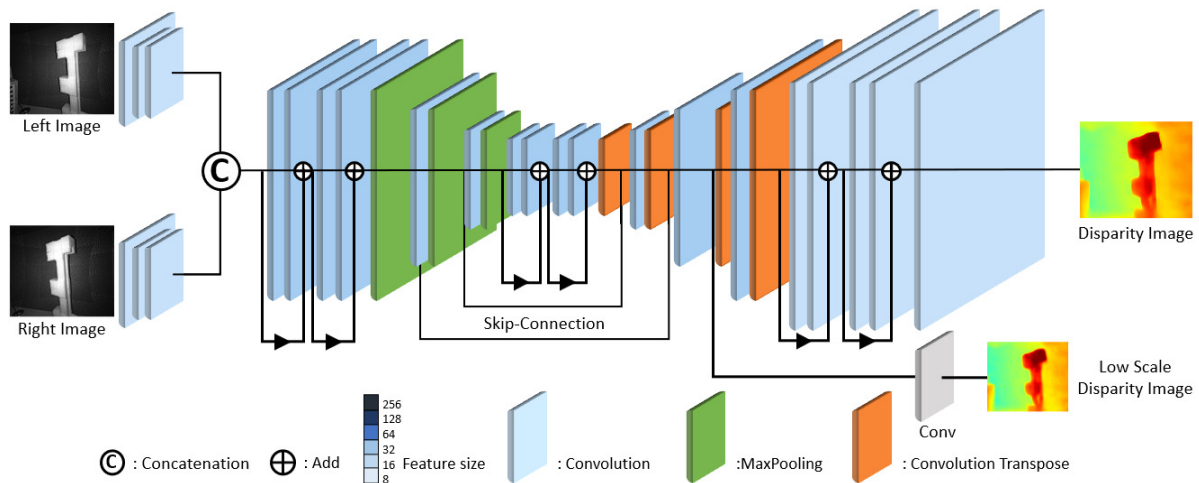 Left Image
C
Right Image
Skip-Connection
Disparity Image
Low Scale
Disparity Image
Conv
256
128
64
32
16
8
C : Concatenation
: Add
Feature size
: Convolution
:MaxPooling
: Convolution Transpose